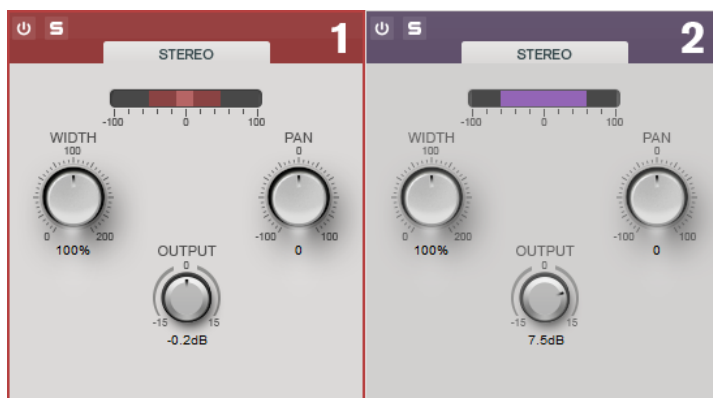 S 1
STEREO
-100 0 100
WIDTH PAN
100 0
0 200 -100 100
100% 0
OUTPUT
0
-15 15
-0.2dB
S 2
STEREO
-100 0 100
WIDTH PAN
100 0
0 200 -100 100
100% 0
OUTPUT
0
-15 15
7.5dB